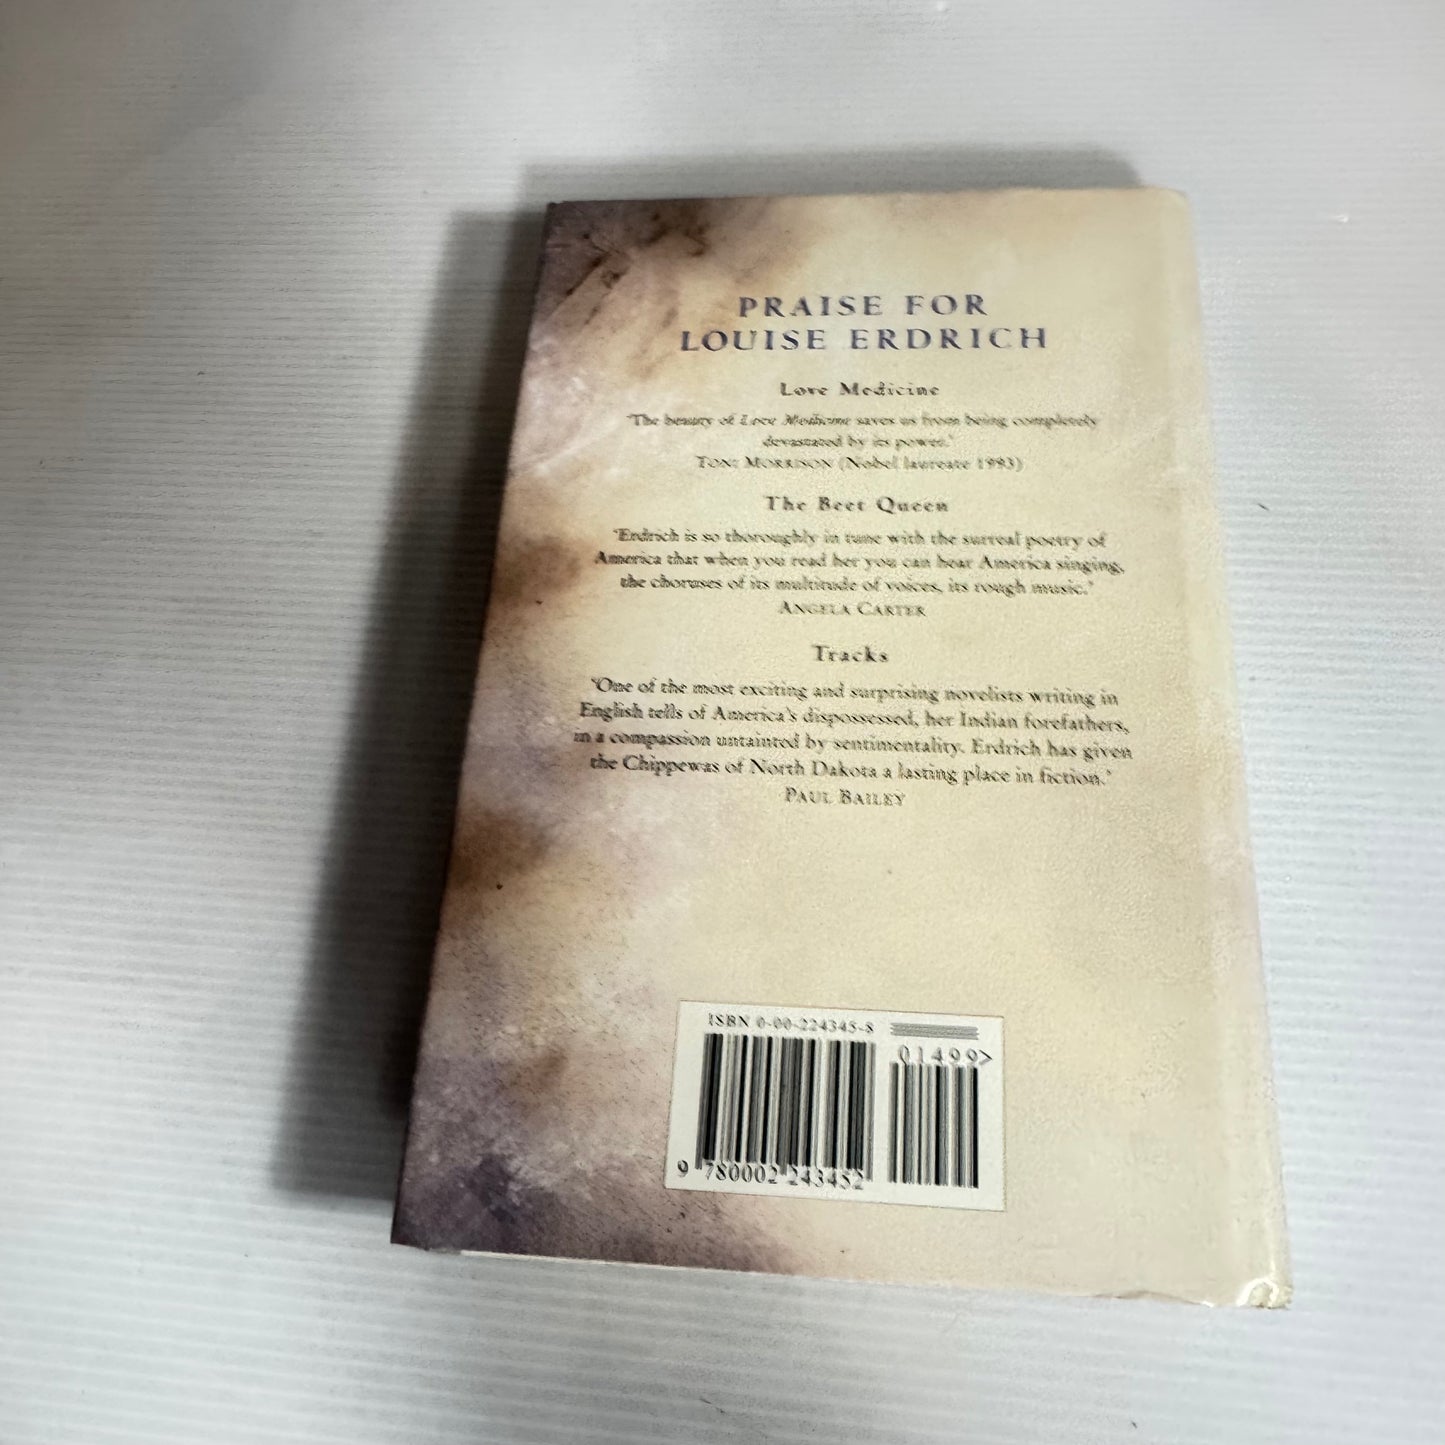 PRAISE FOR
LOUISE ERDRICH
Love Medicine
'The beauty of Love Medicine saves us from being completely
devastated by its power.'
TONI MORRISON (Nobel laureate 1993)
The Beet Queen
'Erdrich is so thoroughly in tune with the surreal poetry of
America that when you read her you can hear America singing,
the choruses of its multitude of voices, its rough music.'
ANGELA CARTER
Tracks
'One of the most exciting and surprising novelists writing in
English tells of America's dispossessed, her Indian forefathers,
in a compassion untainted by sentimentality. Erdrich has given
the Chippewas of North Dakota a lasting place in fiction.'
PAUL BAILEY
ISBN 0-00-224345-8
01499>
9 780002 243452